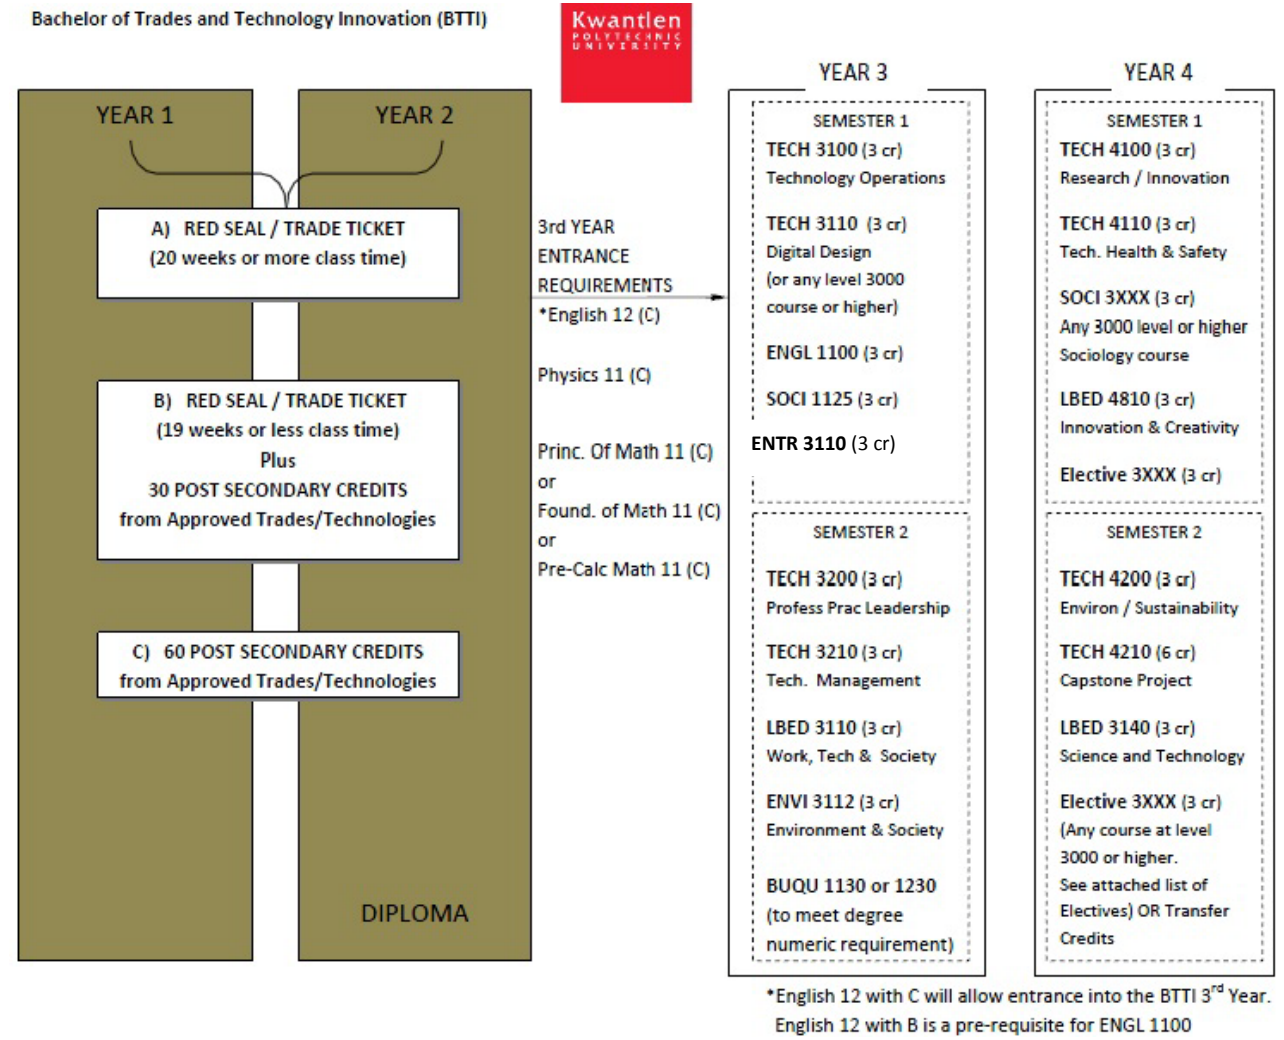 Bachelor of Trades and Technology Innovation (BTTI)
Kwantlen
POLYTECHNIC
UNIVERSITY
YEAR 1
YEAR 2
A) RED SEAL / TRADE TICKET
(20 weeks or more class time)
B) RED SEAL / TRADE TICKET
(19 weeks or less class time)
Plus
30 POST SECONDARY CREDITS
from Approved Trades/Technologies
C) 60 POST SECONDARY CREDITS
from Approved Trades/Technologies
DIPLOMA
3rd YEAR
ENTRANCE
REQUIREMENTS
*English 12 (C)
Physics 11 (C)
Princ. Of Math 11 (C)
or
Found. of Math 11 (C)
or
Pre-Calc Math 11 (C)
YEAR 3
SEMESTER 1
TECH 3100 (3 cr)
Technology Operations
TECH 3110 (3 cr)
Digital Design
(or any level 3000
course or higher)
ENGL 1100 (3 cr)
SOCI 1125 (3 cr)
ENTR 3110 (3 cr)
SEMESTER 2
TECH 3200 (3 cr)
Profess Prac Leadership
TECH 3210 (3 cr)
Tech. Management
LBED 3110 (3 cr)
Work, Tech & Society
ENVI 3112 (3 cr)
Environment & Society
BUQU 1130 or 1230
(to meet degree
numeric requirement)
YEAR 4
SEMESTER 1
TECH 4100 (3 cr)
Research / Innovation
TECH 4110 (3 cr)
Tech. Health & Safety
SOCI 3XXX (3 cr)
Any 3000 level or higher
Sociology course
LBED 4810 (3 cr)
Innovation & Creativity
Elective 3XXX (3 cr)
SEMESTER 2
TECH 4200 (3 cr)
Environ / Sustainability
TECH 4210 (6 cr)
Capstone Project
LBED 3140 (3 cr)
Science and Technology
Elective 3XXX (3 cr)
(Any course at level
3000 or higher.
See attached list of
Electives) OR Transfer
Credits
*English 12 with C will allow entrance into the BTTI 3rd Year.
English 12 with B is a pre-requisite for ENGL 1100